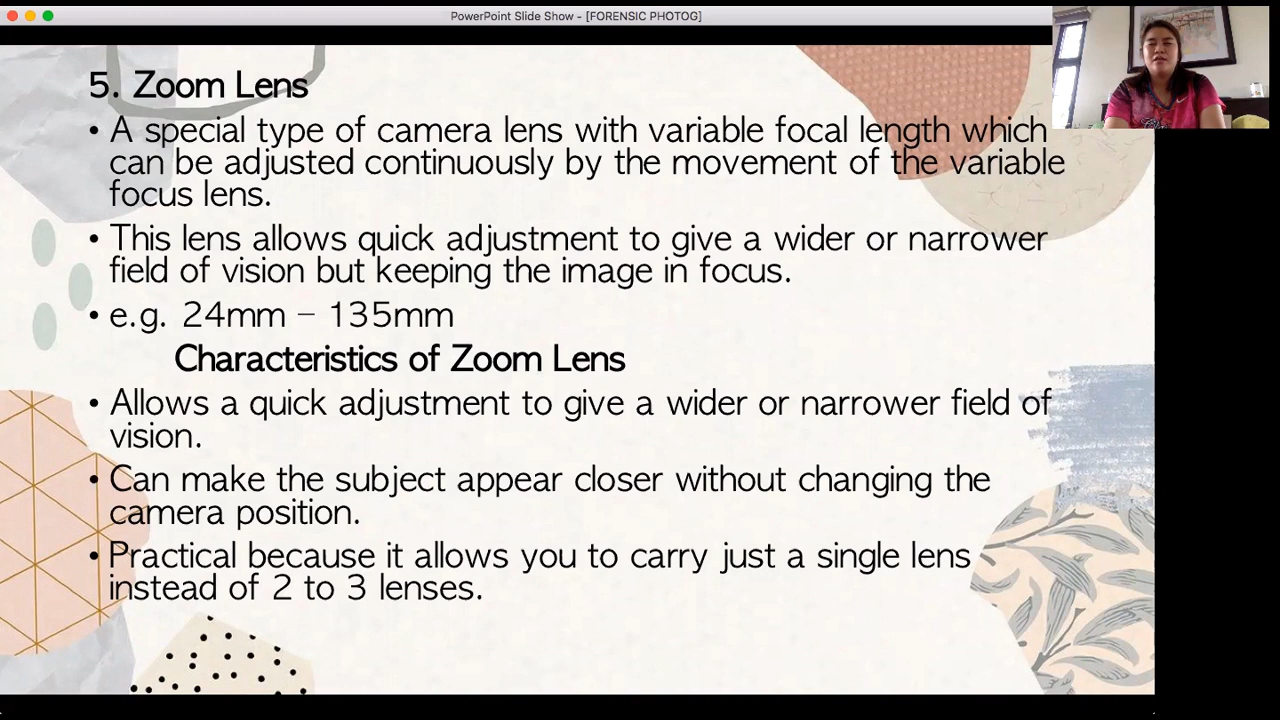 PowerPoint Slide Show - [FORENSIC PHOTOG]
5. Zoom Lens
• A special type of camera lens with variable focal length which
can be adjusted continuously by the movement of the variable
focus lens.
• This lens allows quick adjustment to give a wider or narrower
field of vision but keeping the image in focus.
• e.g. 24mm – 135mm
Characteristics of Zoom Lens
• Allows a quick adjustment to give a wider or narrower field of
vision.
• Can make the subject appear closer without changing the
camera position.
• Practical because it allows you to carry just a single lens
instead of 2 to 3 lenses.